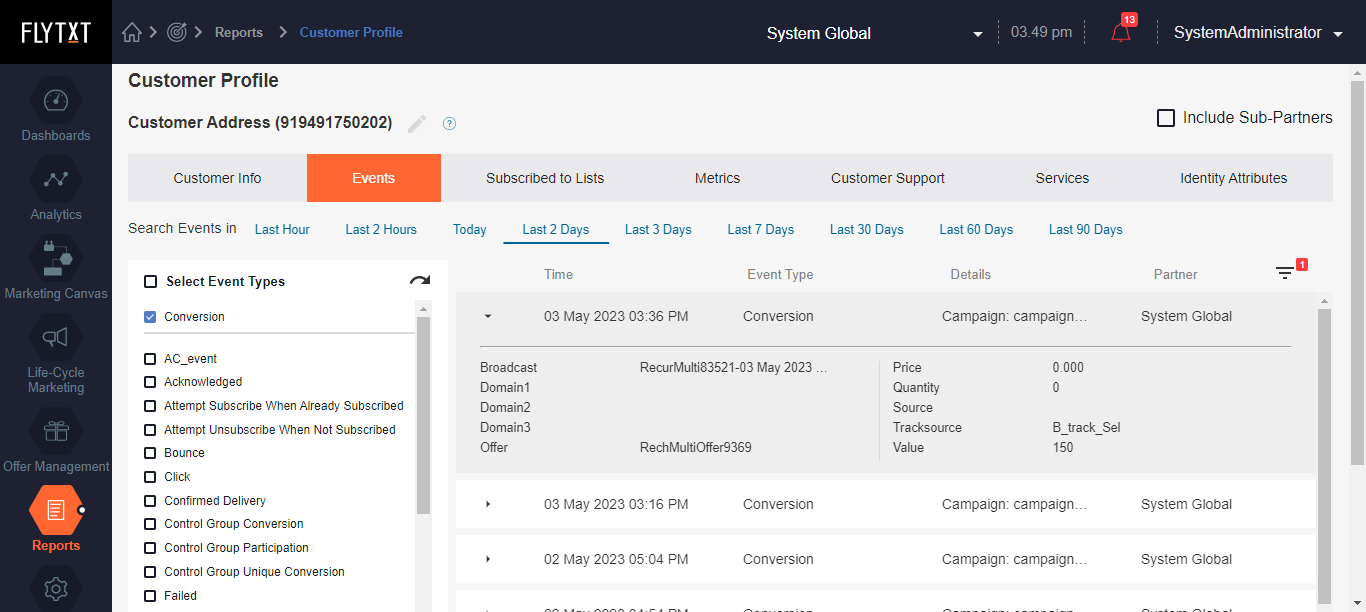 FLYTXT
Reports
Customer Profile
System Global
03.49 pm
13
SystemAdministrator
Dashboards
Analytics
Marketing Canvas
Life-Cycle
Marketing
Offer Management
Reports
Customer Profile
Customer Address (919491750202)
?
Include Sub-Partners
Customer Info
Events
Subscribed to Lists
Metrics
Customer Support
Services
Identity Attributes
Search Events in
Last Hour
Last 2 Hours
Today
Last 2 Days
Last 3 Days
Last 7 Days
Last 30 Days
Last 60 Days
Last 90 Days
Select Event Types
Conversion
AC_event
Acknowledged
Attempt Subscribe When Already Subscribed
Attempt Unsubscribe When Not Subscribed
Bounce
Click
Confirmed Delivery
Control Group Conversion
Control Group Participation
Control Group Unique Conversion
Failed
Time Event Type Details Partner
1
03 May 2023 03:36 PM Conversion Campaign: campaign… System Global
Broadcast RecurMulti83521-03 May 2023 …
Domain1
Domain2
Domain3
Offer RechMultiOffer9369
Price 0.000
Quantity 0
Source
Tracksource B_track_Sel
Value 150
03 May 2023 03:16 PM Conversion Campaign: campaign… System Global
02 May 2023 05:04 PM Conversion Campaign: campaign… System Global